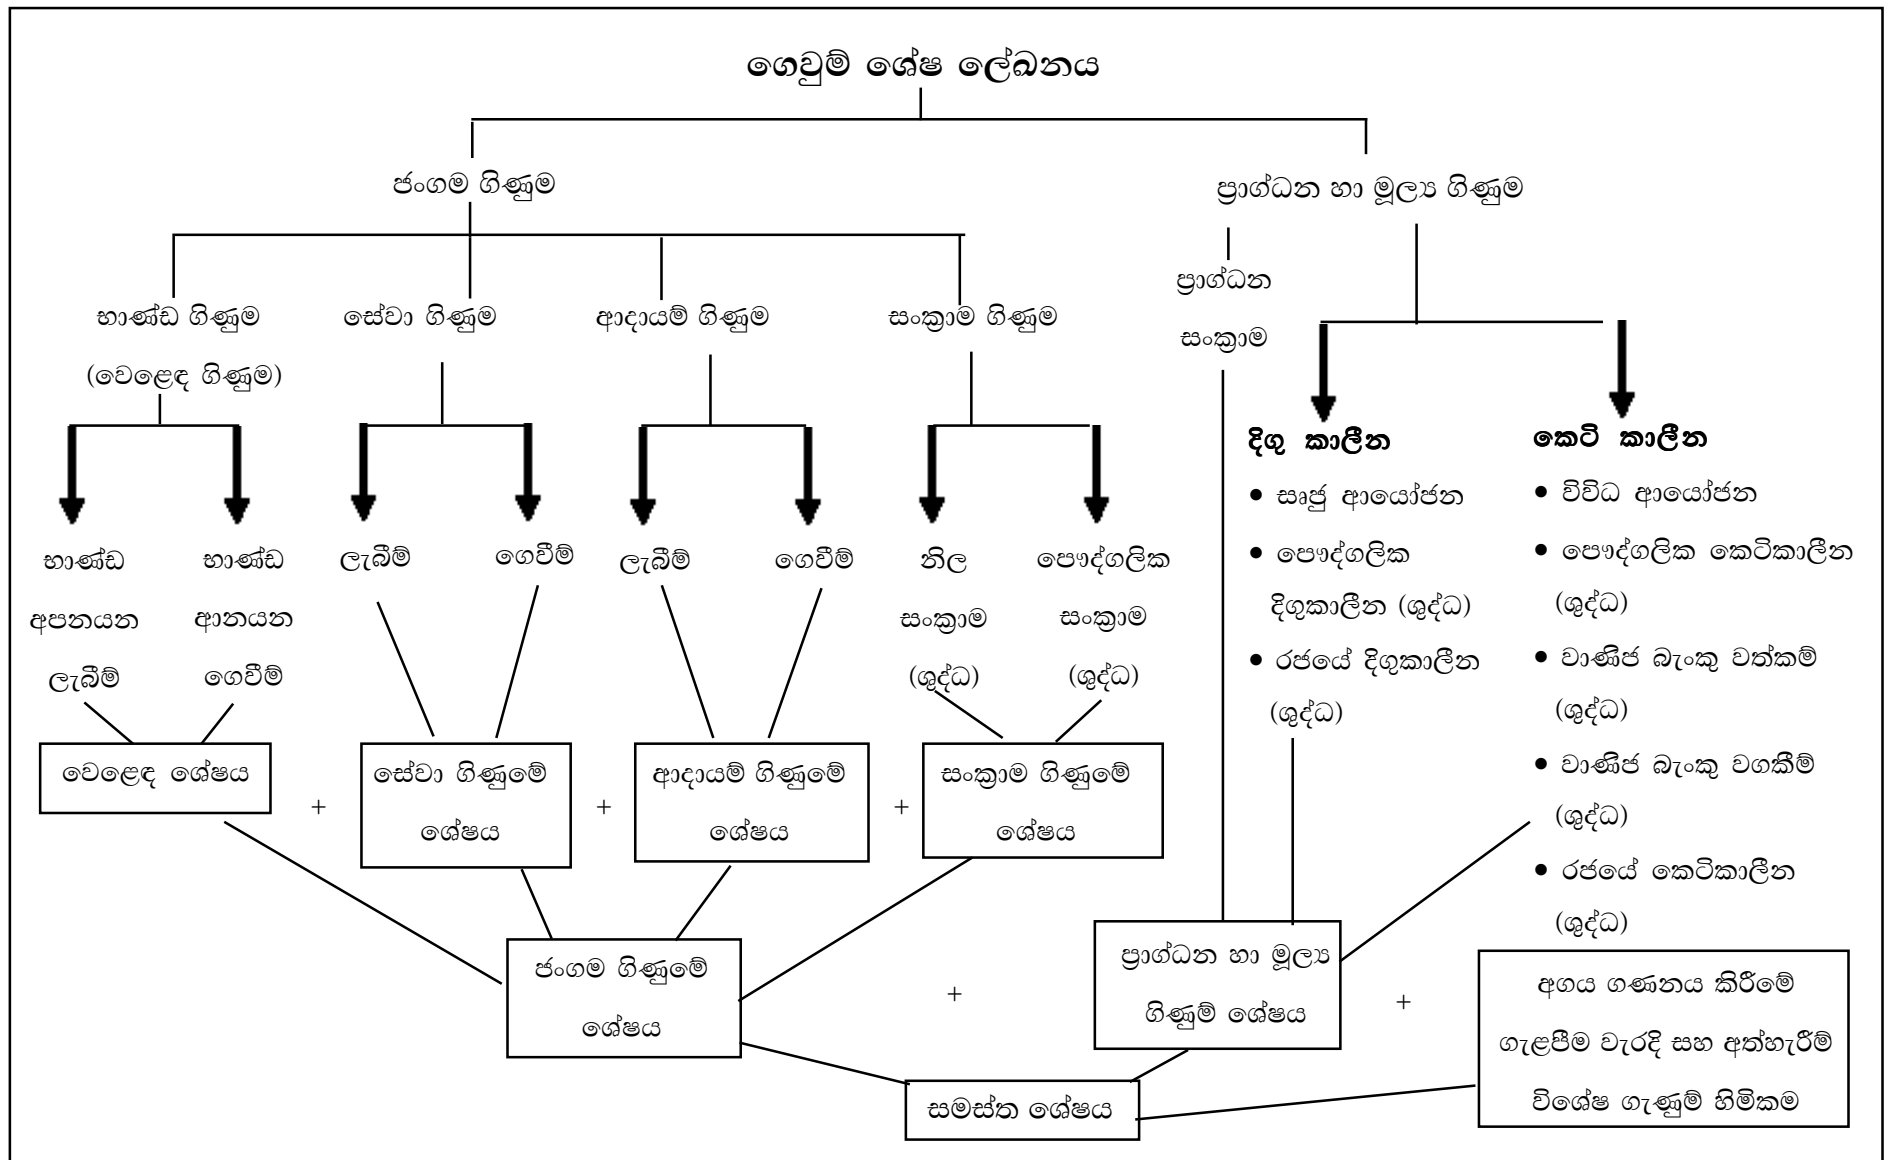 ගෙවුම් ශේෂ ලේඛනය
ජංගම ගිණුම
ප්‍රාග්ධන හා මූල්‍ය ගිණුම
භාණ්ඩ ගිණුම
(වෙළෙඳ ගිණුම)
සේවා ගිණුම
ආදායම් ගිණුම
සංක්‍රාම ගිණුම
ප්‍රාග්ධන
සංක්‍රාම
භාණ්ඩ
අපනයන
ලැබීම්
භාණ්ඩ
ආනයන
ගෙවීම්
ලැබීම්
ගෙවීම්
ලැබීම්
ගෙවීම්
නිල
සංක්‍රාම
(ශුද්ධ)
පෞද්ගලික
සංක්‍රාම
(ශුද්ධ)
දිගු කාලීන
• සෘජු ආයෝජන
• පෞද්ගලික
දිගුකාලීන (ශුද්ධ)
• රජයේ දිගුකාලීන
(ශුද්ධ)
කෙටි කාලීන
• විවිධ ආයෝජන
• පෞද්ගලික කෙටිකාලීන
(ශුද්ධ)
• වාණිජ බැංකු වත්කම්
(ශුද්ධ)
• වාණිජ බැංකු වගකීම්
(ශුද්ධ)
• රජයේ කෙටිකාලීන
(ශුද්ධ)
වෙළෙඳ ශේෂය
+
සේවා ගිණුමේ
ශේෂය
+
ආදායම් ගිණුමේ
ශේෂය
+
සංක්‍රාම ගිණුමේ
ශේෂය
ජංගම ගිණුමේ
ශේෂය
+
ප්‍රාග්ධන හා මූල්‍ය
ගිණුම් ශේෂය
+
අගය ගණනය කිරීමේ
ගැළපීම වැරදි සහ අත්හැරීම්
විශේෂ ගැණුම් හිමිකම
සමස්ත ශේෂය